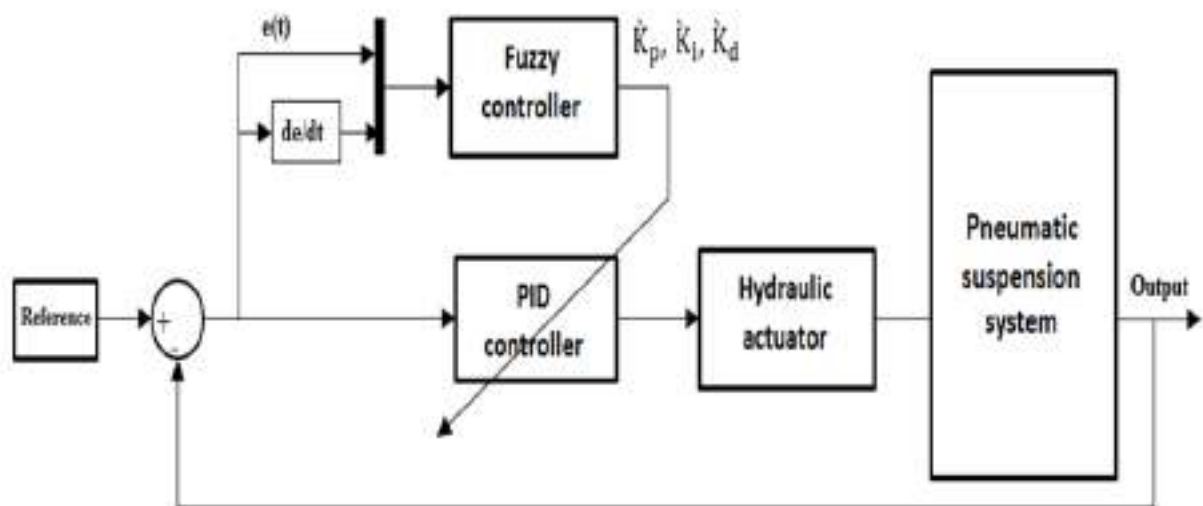 e(t)
de/dt
Fuzzy
controller
K̇p, K̇i, K̇d
Reference
+
-
PID
controller
Hydraulic
actuator
Pneumatic
suspension
system
Output